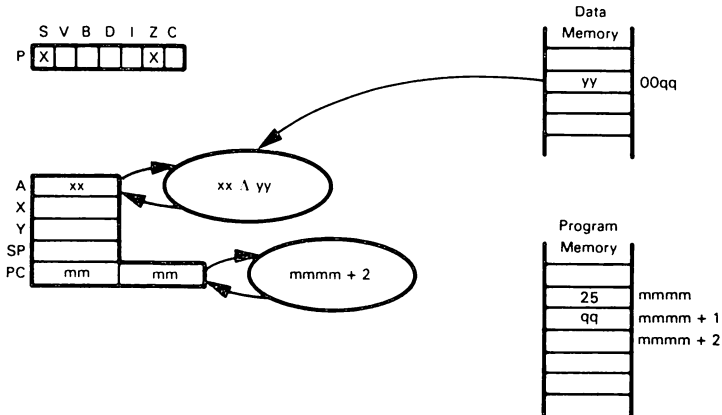 S V B D I Z C
P X X
Data
Memory
yy 00qq
A xx
X
Y
SP
PC mm mm
xx Λ yy
mmmm + 2
Program
Memory
25 mmmm
qq mmmm + 1
mmmm + 2